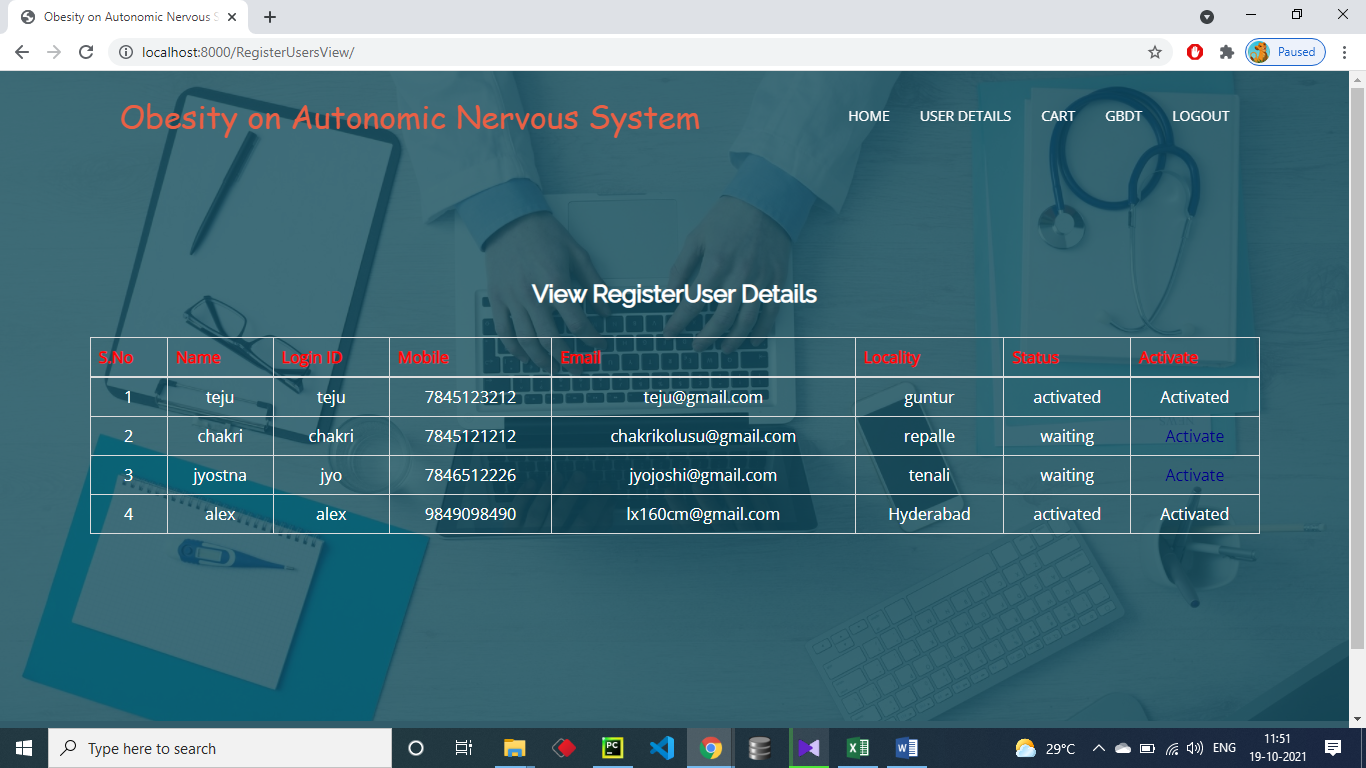 Obesity on Autonomic Nervous S
localhost:8000/RegisterUsersView/
Paused
Obesity on Autonomic Nervous System
HOME USER DETAILS CART GBDT LOGOUT
View RegisterUser Details
S.No Name Login ID Mobile Email Locality Status Activate
1 teju teju 7845123212 teju@gmail.com guntur activated Activated
2 chakri chakri 7845121212 chakrikolusu@gmail.com repalle waiting Activate
3 jyostna jyo 7846512226 jyojoshi@gmail.com tenali waiting Activate
4 alex alex 9849098490 lx160cm@gmail.com Hyderabad activated Activated
Type here to search
PC
29°C
ENG
11:51
19-10-2021